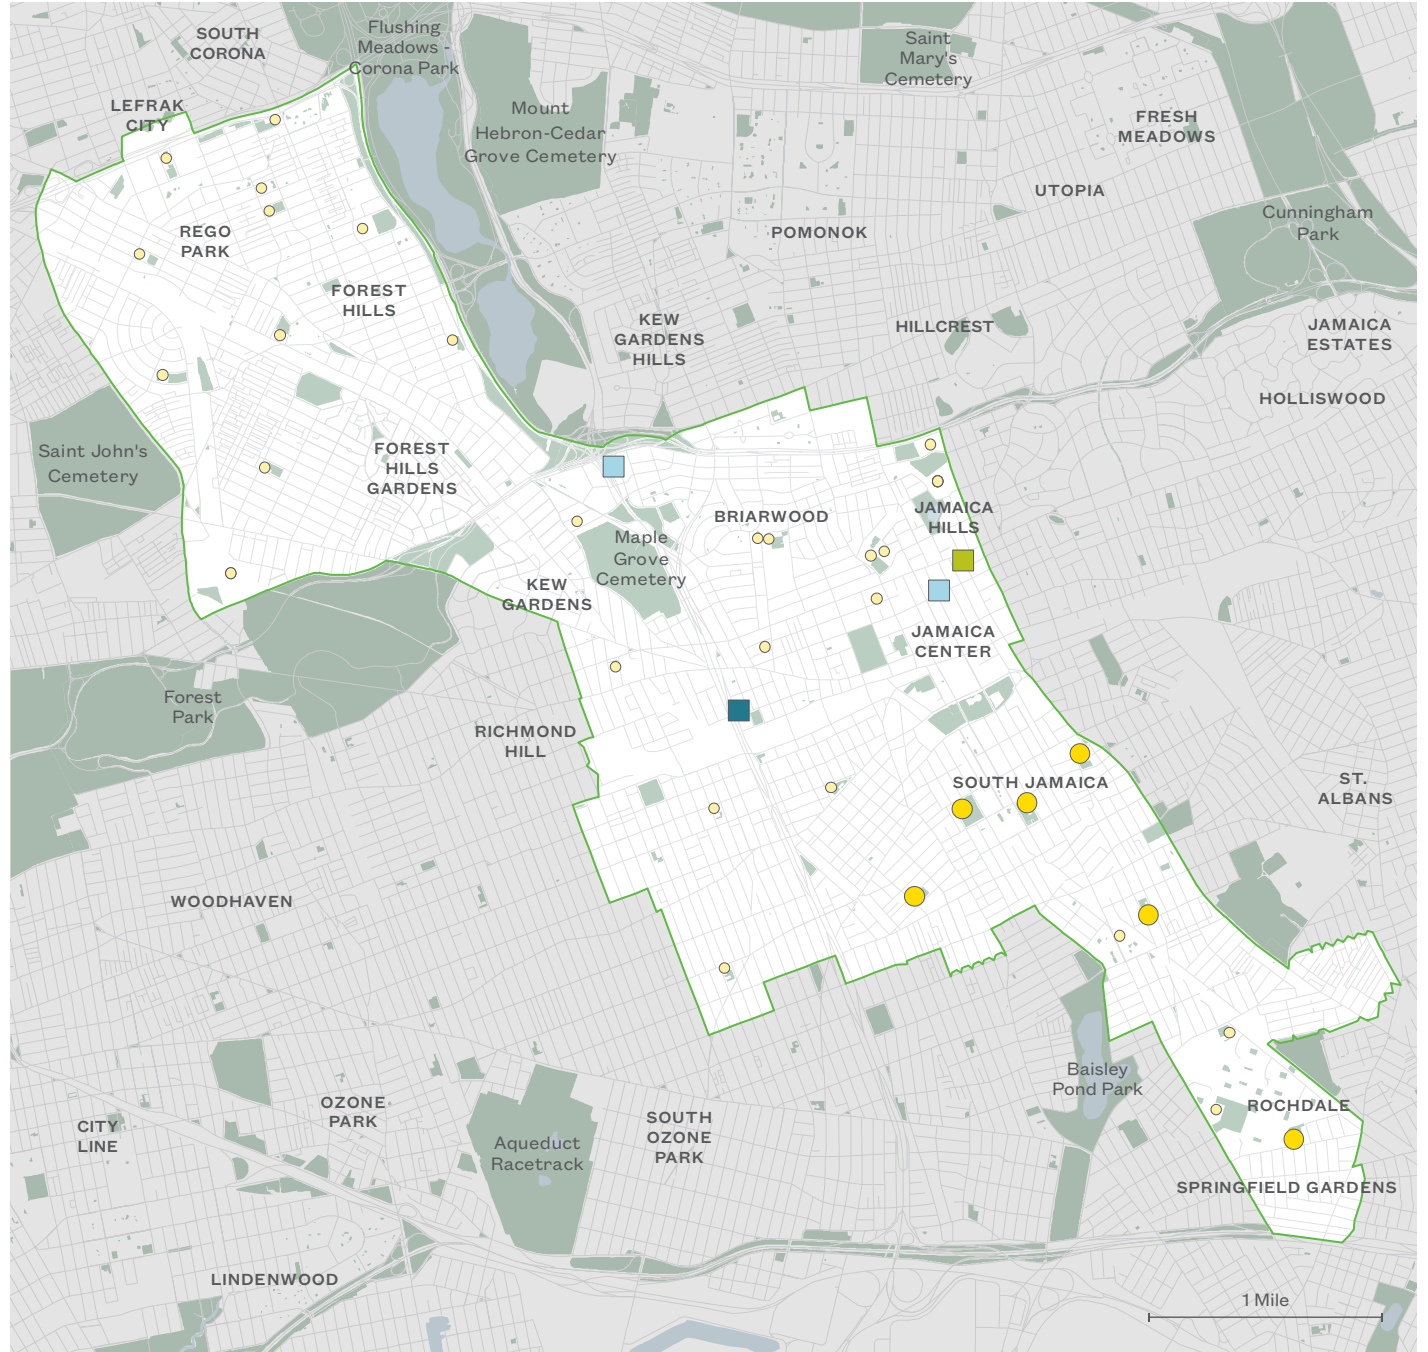 SOUTH
CORONA
Flushing
Meadows -
Corona Park
Saint
Mary's
Cemetery
LEFRAK
CITY
Mount
Hebron-Cedar
Grove Cemetery
FRESH
MEADOWS
UTOPIA
Cunningham
Park
REGO
PARK
POMONOK
FOREST
HILLS
KEW
GARDENS
HILLS
HILLCREST
JAMAICA
ESTATES
HOLLISWOOD
Saint John's
Cemetery
FOREST
HILLS
GARDENS
BRIARWOOD
JAMAICA
HILLS
Maple
Grove
Cemetery
KEW
GARDENS
JAMAICA
CENTER
Forest
Park
RICHMOND
HILL
SOUTH JAMAICA
ST.
ALBANS
WOODHAVEN
Baisley
Pond Park
OZONE
PARK
ROCHDALE
CITY
LINE
SOUTH
OZONE
PARK
Aqueduct
Racetrack
SPRINGFIELD GARDENS
LINDENWOOD
1 Mile